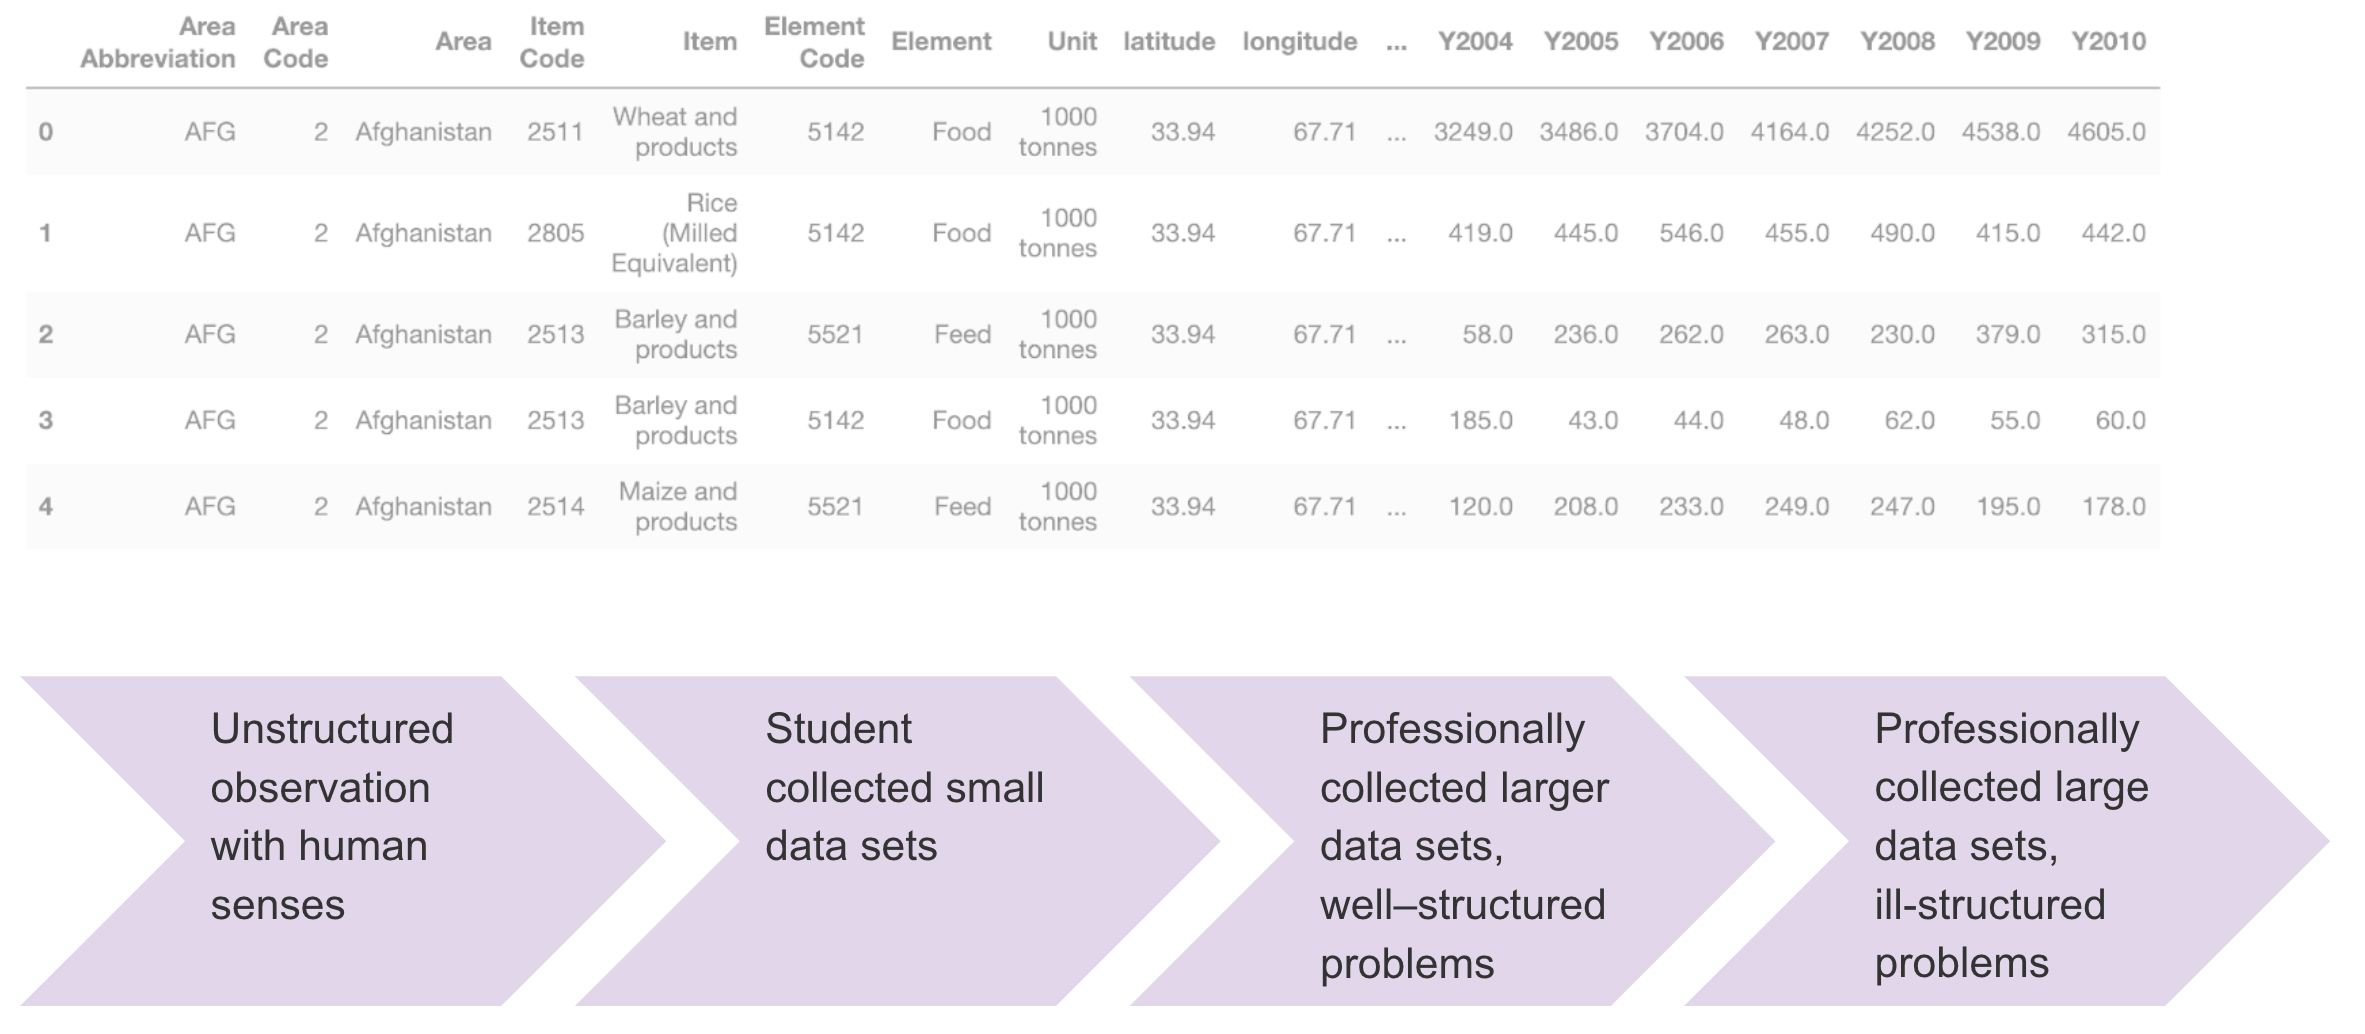 Area Abbreviation Area Code Area Item Code Item Element Code Element Unit latitude longitude ... Y2004 Y2005 Y2006 Y2007 Y2008 Y2009 Y2010
0 AFG 2 Afghanistan 2511 Wheat and products 5142 Food 1000 tonnes 33.94 67.71 ... 3249.0 3486.0 3704.0 4164.0 4252.0 4538.0 4605.0
1 AFG 2 Afghanistan 2805 Rice (Milled Equivalent) 5142 Food 1000 tonnes 33.94 67.71 ... 419.0 445.0 546.0 455.0 490.0 415.0 442.0
2 AFG 2 Afghanistan 2513 Barley and products 5521 Feed 1000 tonnes 33.94 67.71 ... 58.0 236.0 262.0 263.0 230.0 379.0 315.0
3 AFG 2 Afghanistan 2513 Barley and products 5142 Food 1000 tonnes 33.94 67.71 ... 185.0 43.0 44.0 48.0 62.0 55.0 60.0
4 AFG 2 Afghanistan 2514 Maize and products 5521 Feed 1000 tonnes 33.94 67.71 ... 120.0 208.0 233.0 249.0 247.0 195.0 178.0
Unstructured
observation
with human
senses
Student
collected small
data sets
Professionally
collected larger
data sets,
well–structured
problems
Professionally
collected large
data sets,
ill-structured
problems